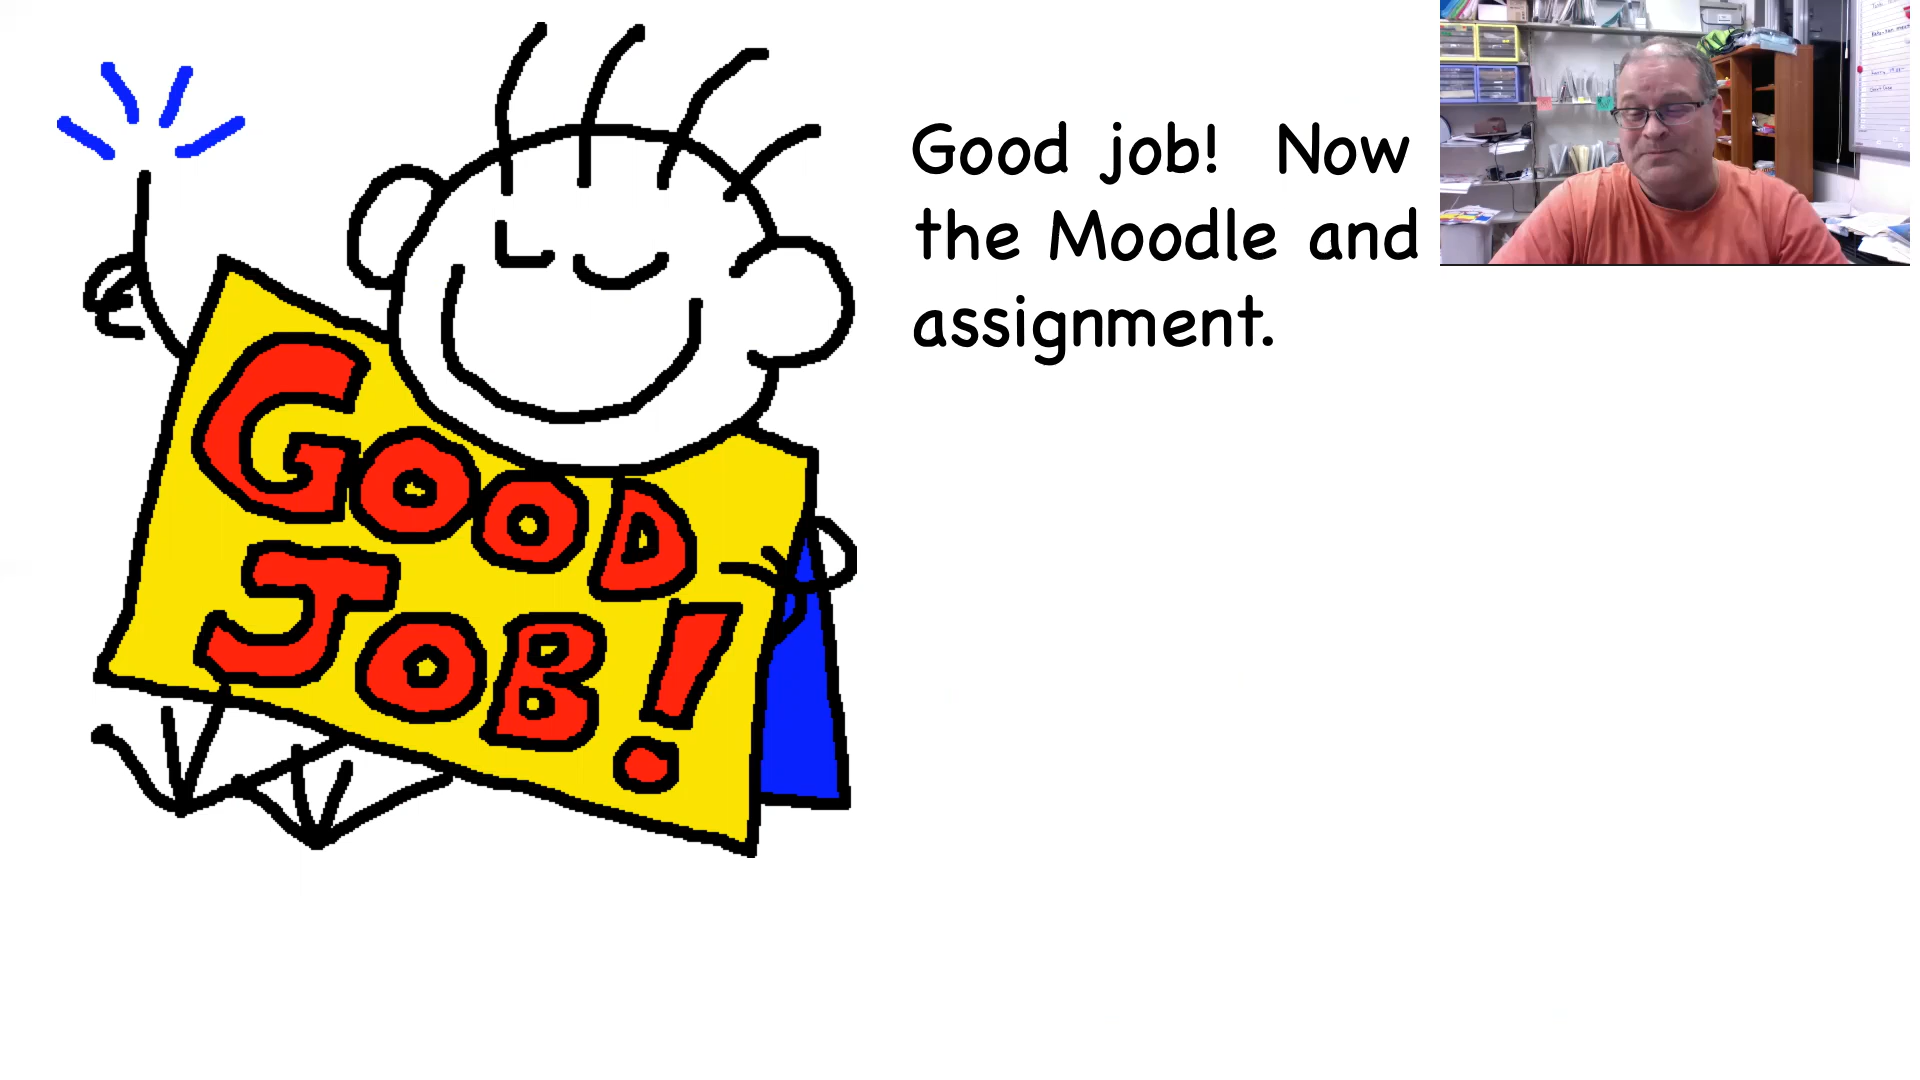 GOOD
JOB!
Good job! Now
the Moodle and
assignment.